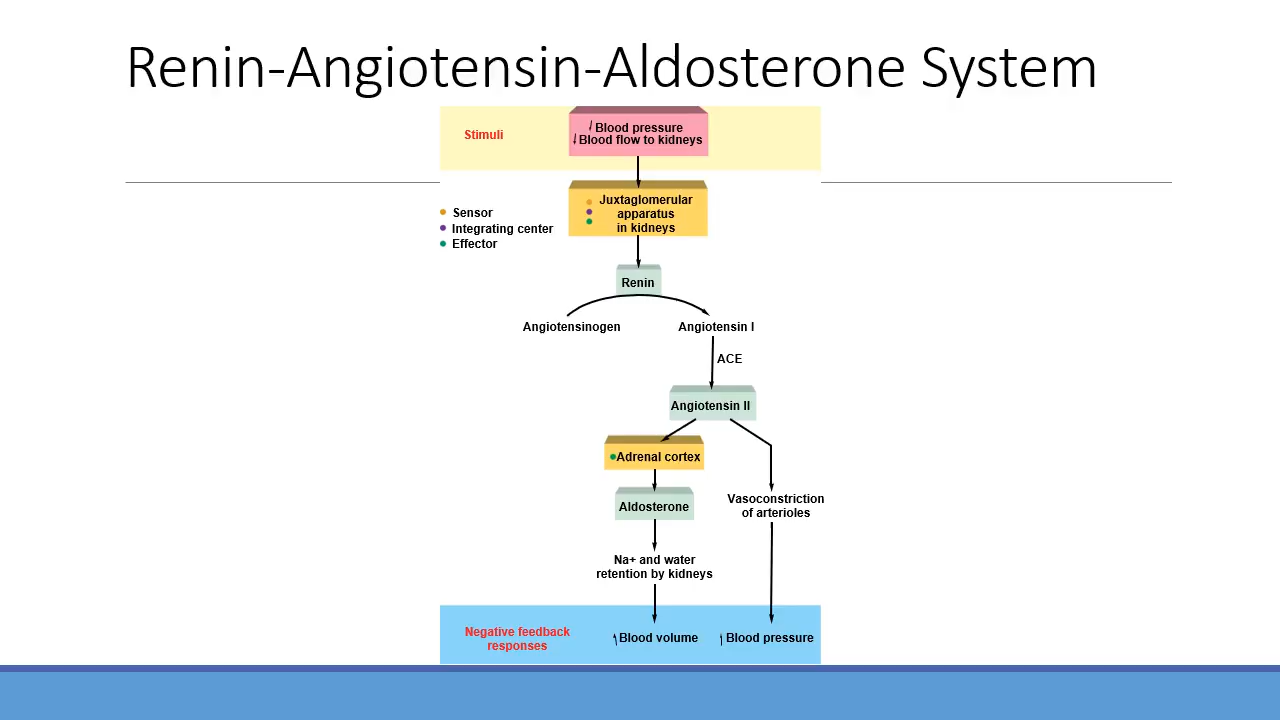 Renin-Angiotensin-Aldosterone System
Stimuli
↓ Blood pressure
↓ Blood flow to kidneys
Juxtaglomerular
apparatus
in kidneys
Sensor
Integrating center
Effector
Renin
Angiotensinogen
Angiotensin I
ACE
Angiotensin II
Adrenal cortex
Aldosterone
Vasoconstriction
of arterioles
Na+ and water
retention by kidneys
Negative feedback
responses
↑ Blood volume
↑ Blood pressure